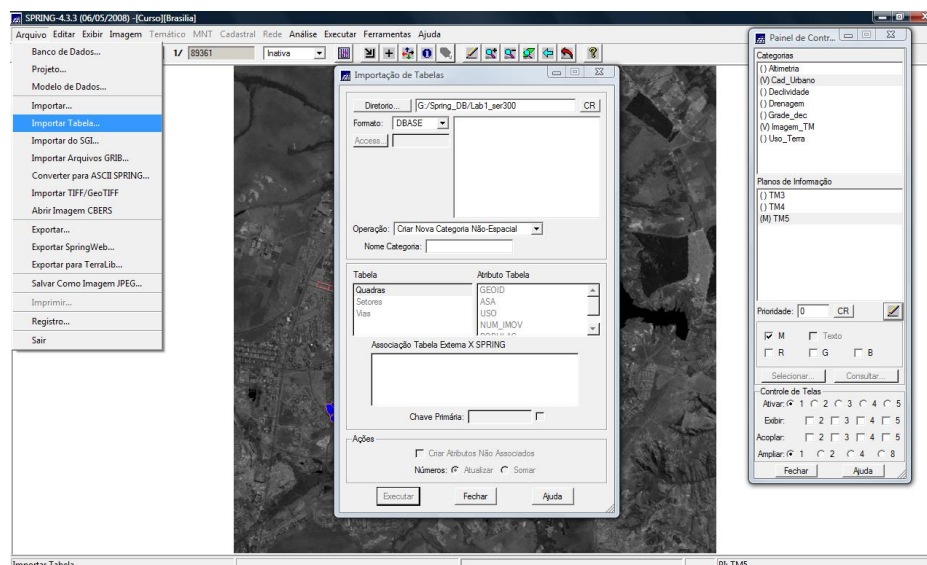 SPRING-4.3.3 (06/05/2008) -[Curso][Brasilia]
Arquivo Editar Exibir Imagem Temático MNT Cadastral Rede Análise Executar Ferramentas Ajuda
1/ 89361 Inativa
Banco de Dados...
Projeto...
Modelo de Dados...
Importar...
Importar Tabela...
Importar do SGI...
Importar Arquivos GRIB...
Converter para ASCII SPRING...
Importar TIFF/GeoTIFF
Abrir Imagem CBERS
Exportar...
Exportar SpringWeb...
Exportar para TerraLib...
Salvar Como Imagem JPEG...
Imprimir...
Registro...
Sair
Importação de Tabelas
Diretorio... G:/Spring_DB/Lab1_ser300 CR
Formato: DBASE
Access...
Operação: Criar Nova Categoria Não-Espacial
Nome Categoria:
Tabela Atributo Tabela
Quadras GEOID
Setores ASA
Vias USO
NUM_IMOV
Associação Tabela Externa X SPRING
Chave Primária:
Ações
Criar Atributos Não Associados
Números: Atualizar Somar
Executar Fechar Ajuda
Painel de Contr...
Categorias
( ) Altimetria
(V) Cad_Urbano
( ) Declividade
( ) Drenagem
( ) Grade_dec
(V) Imagem_TM
( ) Uso_Terra
Planos de Informação
( ) TM3
( ) TM4
(M) TM5
Prioridade: 0 CR
M Texto
R G B
Selecionar... Consultar...
Controle de Telas
Ativar: 1 2 3 4 5
Exibir: 2 3 4 5
Acoplar: 2 3 4 5
Ampliar: 1 2 4 8
Fechar Ajuda
Importar Tabela
PI: TM5